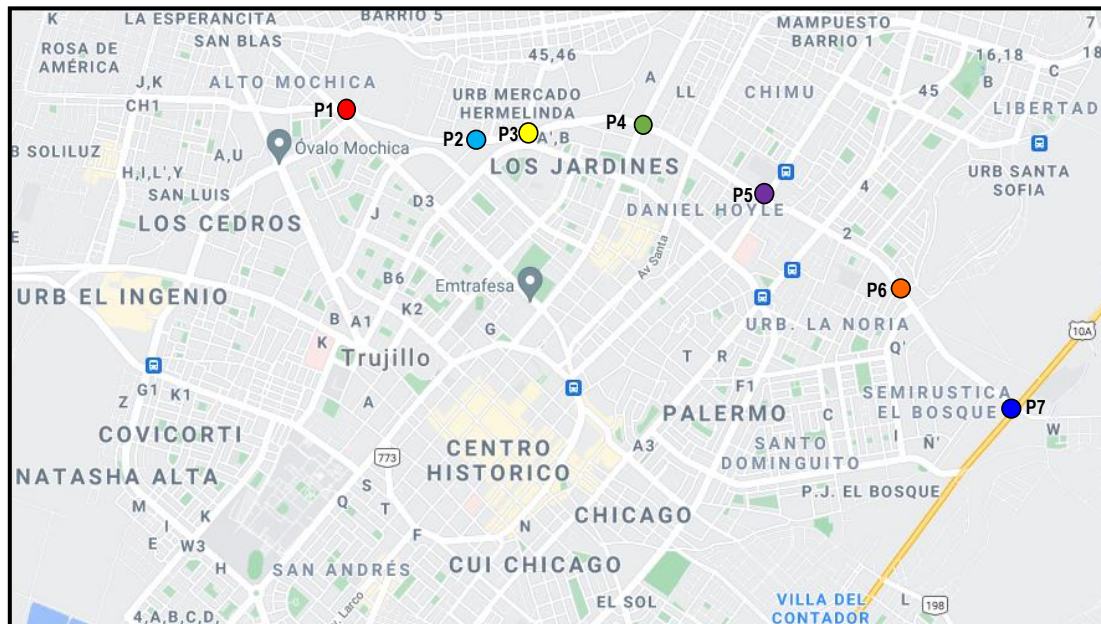 K
LA ESPERANCITA
BARRIO 5
SAN BLAS
MAMPUESTO
BARRIO 1
7
ROSA DE
AMÉRICA
45,46
16,18
18
J,K
ALTO MOCHICA
A
C
B
CH1
P1
URB MERCADO
HERMELINDA
LL
CHIMU
45
LIBERTAD
P2
P3
A',B
P4
B SOLILUZ
A,U
Óvalo Mochica
LOS JARDINES
H,I,L',Y
SAN LUIS
D3
P5
4
URB SANTA
SOFIA
LOS CEDROS
J
DANIEL HOYLE
E
2
Av Santa
B6
Emtrafesa
P6
URB EL INGENIO
K2
B
A1
G
URB. LA NORIA
10A
K
Trujillo
T
R
Q'
G1
K1
F1
SEMIRUSTICA
EL BOSQUE
P7
Z
A
PALERMO
C
W
COVICORTI
CENTRO
HISTORICO
A3
SANTO
DOMINGUITO
I
Ñ'
773
NATASHA ALTA
S
P.J. EL BOSQUE
M
Q
T
K
CHICAGO
I
N
E
W3
F
H
SAN ANDRÉS
CUI CHICAGO
Larco
EL SOL
VILLA DEL
CONTADOR
L
198
4,A,B,C,D,